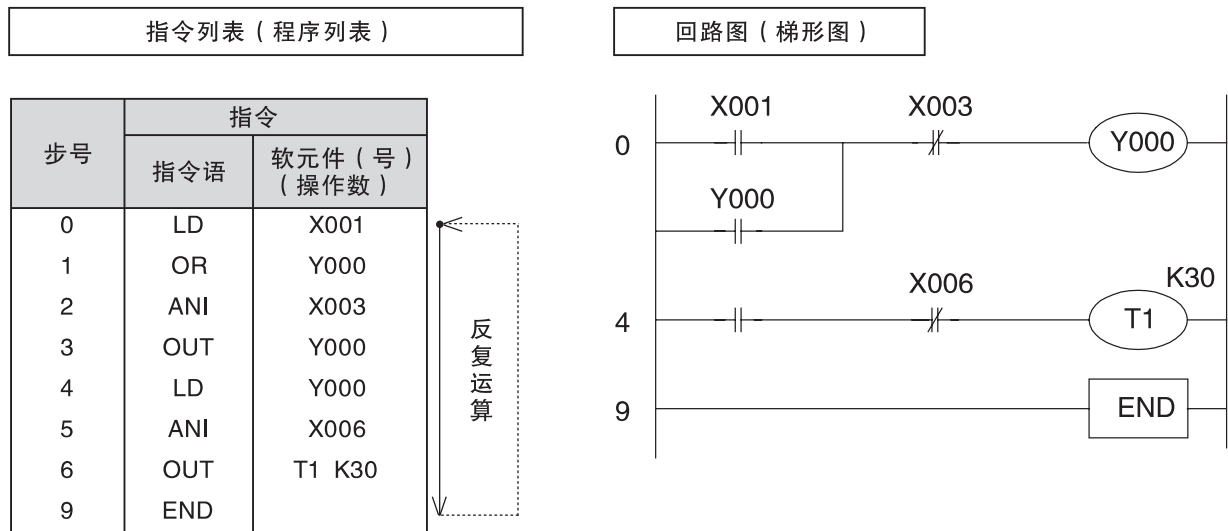 指令列表（程序列表）
步号 指令
指令语 软元件（号）
（操作数）
0 LD X001
1 OR Y000
2 ANI X003
3 OUT Y000
4 LD Y000
5 ANI X006
6 OUT T1 K30
9 END
反复运算
回路图（梯形图）
X001 X003
0 Y000
Y000
X006 K30
4 T1
9 END